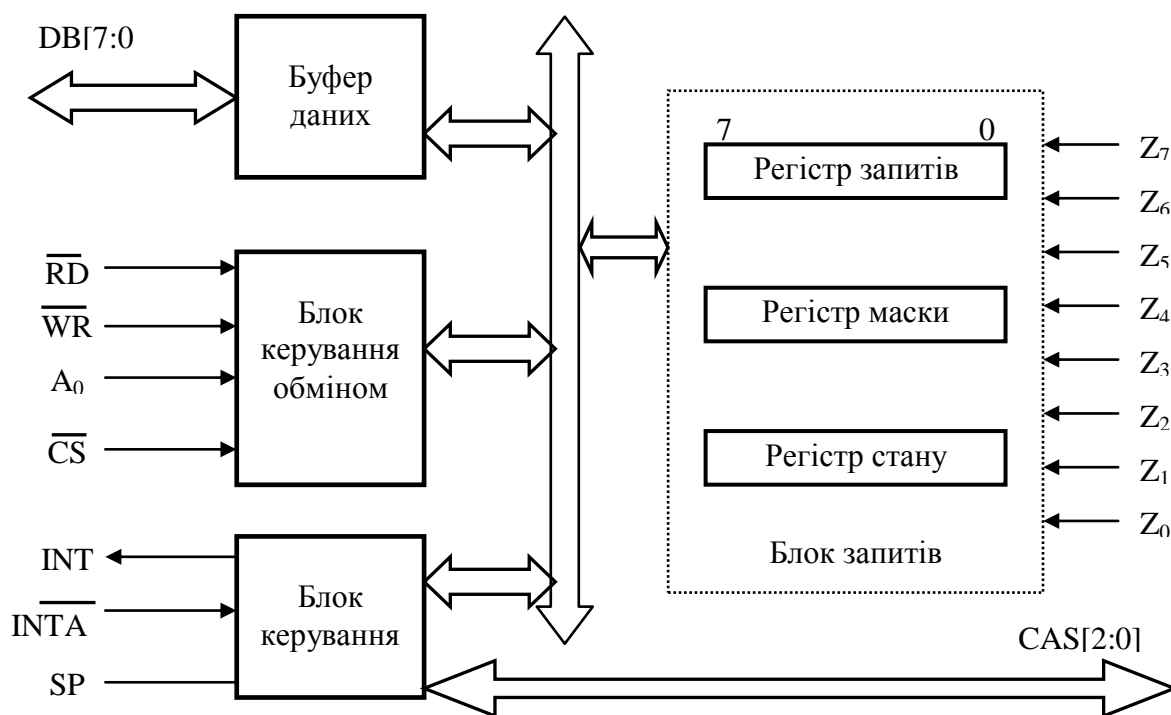 DB[7:0
Буфер
даних
RD
WR
A0
CS
Блок
керування
обміном
INT
INTA
SP
Блок
керування
7 0
Регістр запитів
Регістр маски
Регістр стану
Блок запитів
Z7
Z6
Z5
Z4
Z3
Z2
Z1
Z0
CAS[2:0]